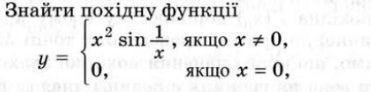 Знайти похідну функції
y = { x² sin 1/x, якщо x ≠ 0,
0, якщо x = 0,